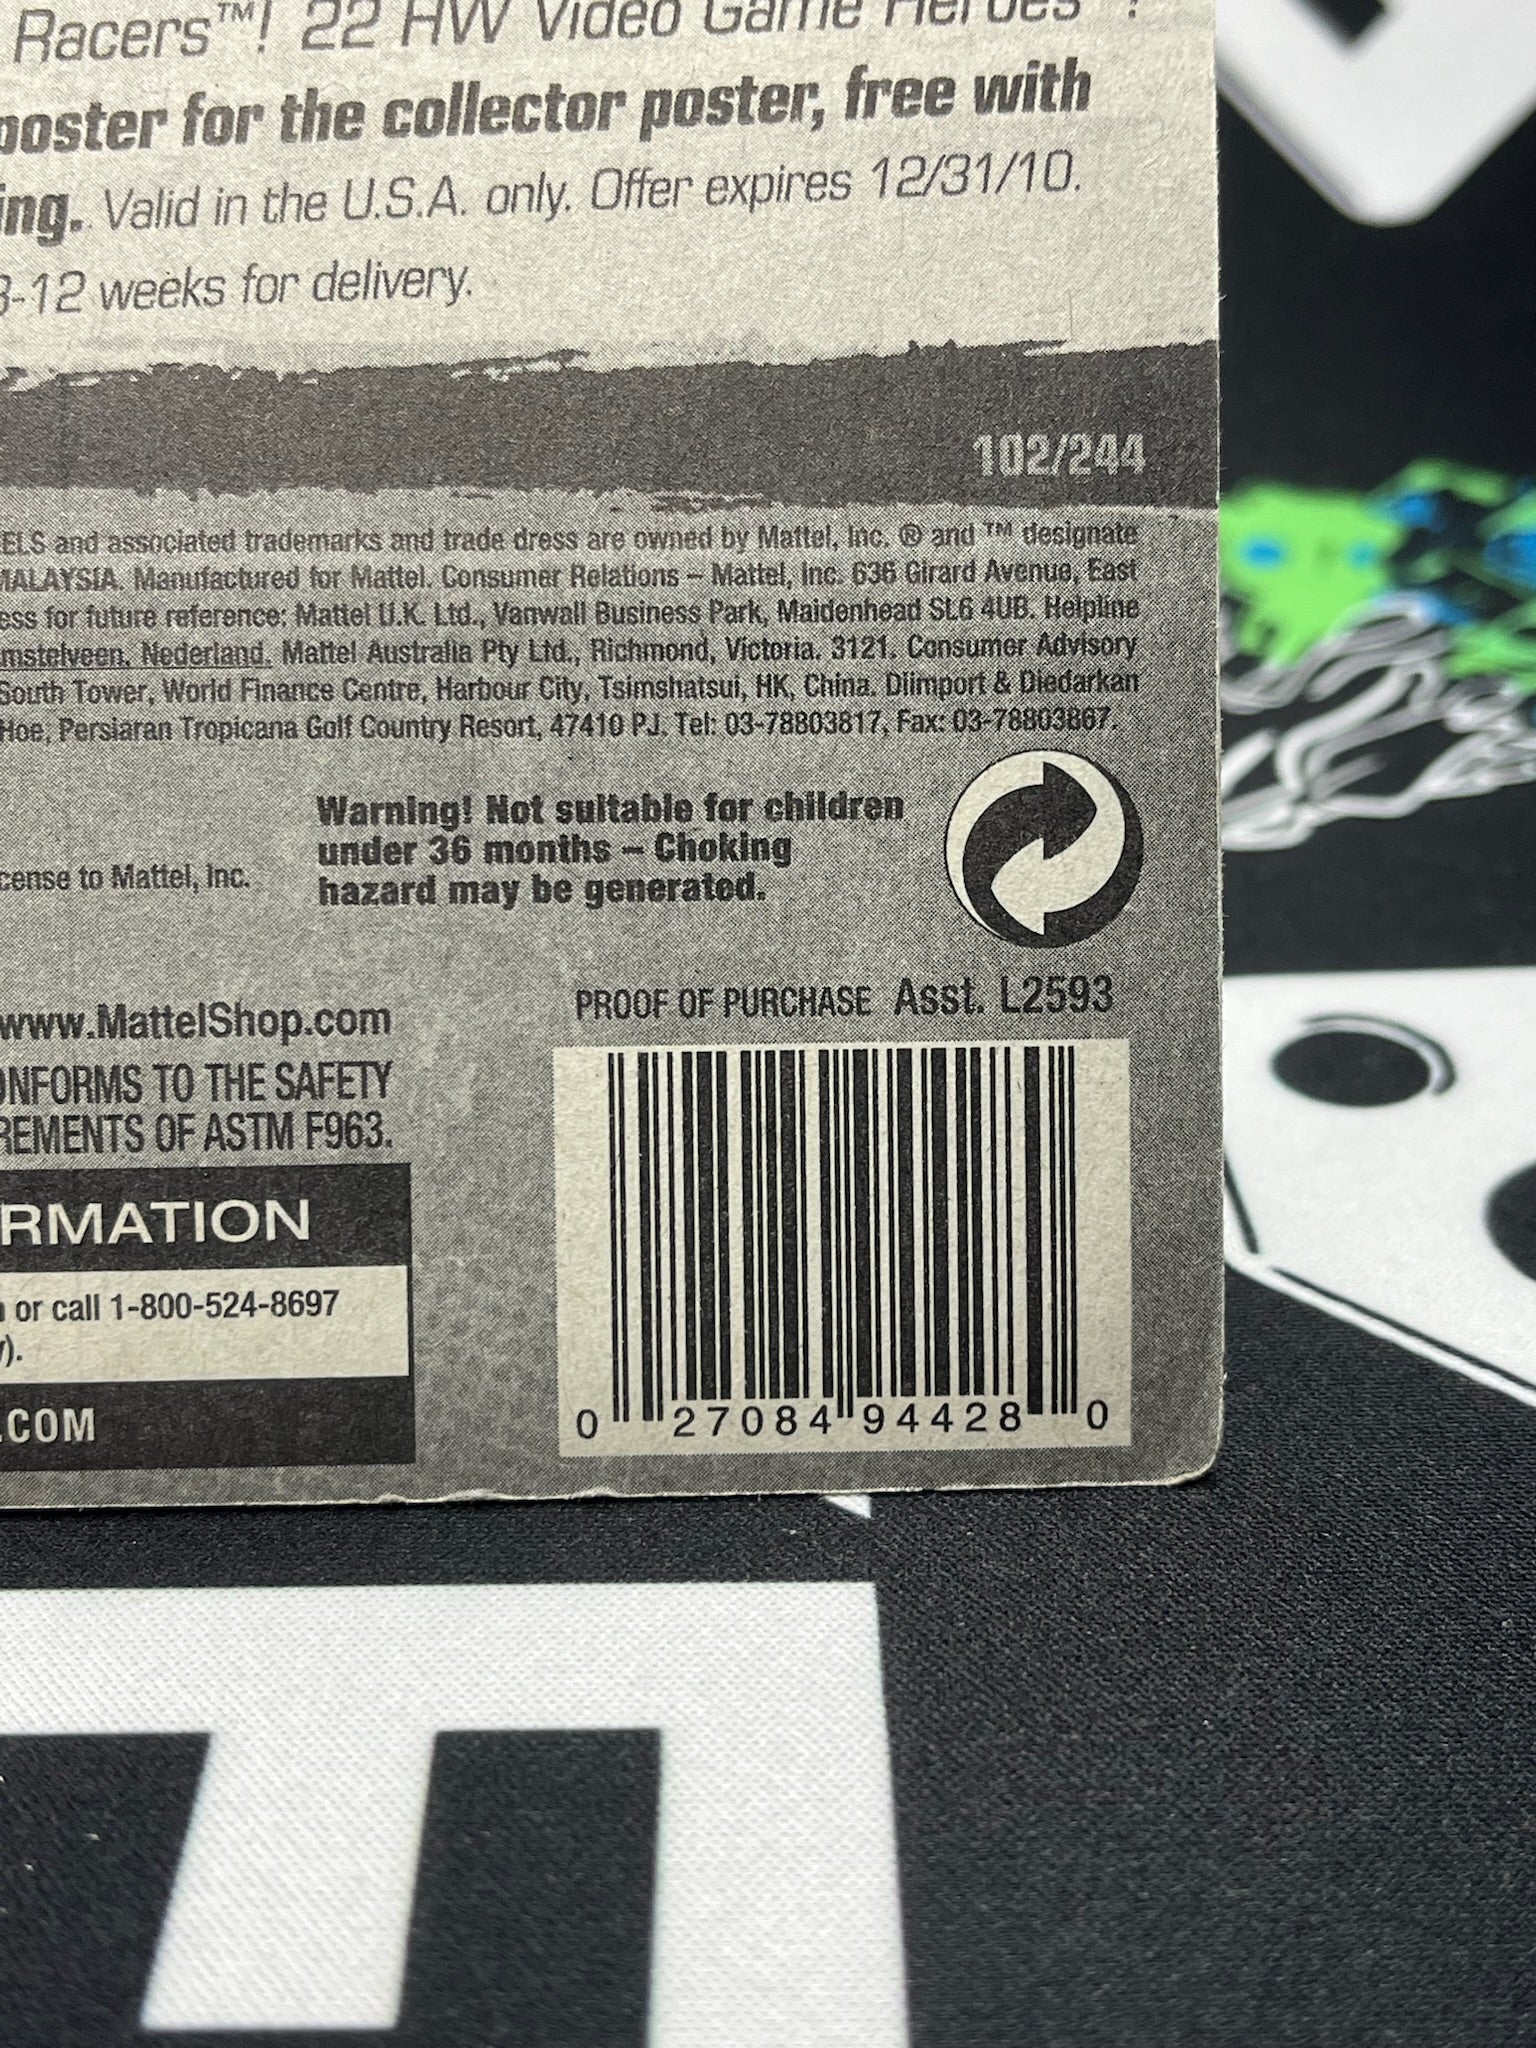 Racers™! 22 HW Video Game Heroes™!
poster for the collector poster, free with
ing. Valid in the U.S.A. only. Offer expires 12/31/10.
8-12 weeks for delivery.
102/244
ELS and associated trademarks and trade dress are owned by Mattel, Inc. ® and ™ designate
MALAYSIA. Manufactured for Mattel. Consumer Relations – Mattel, Inc. 636 Girard Avenue, East
ess for future reference: Mattel U.K. Ltd., Vanwall Business Park, Maidenhead SL6 4UB. Helpline
mstelveen, Nederland. Mattel Australia Pty Ltd., Richmond, Victoria. 3121. Consumer Advisory
South Tower, World Finance Centre, Harbour City, Tsimshatsui, HK, China. Diimport & Diedarkan
Hoe, Persiaran Tropicana Golf Country Resort, 47410 PJ. Tel: 03-78803817, Fax: 03-78803867.
Warning! Not suitable for children
under 36 months – Choking
hazard may be generated.
cense to Mattel, Inc.
PROOF OF PURCHASE Asst. L2593
www.MattelShop.com
ONFORMS TO THE SAFETY
REMENTS OF ASTM F963.
RMATION
or call 1-800-524-8697
y).
.COM
0 27084 94428 0